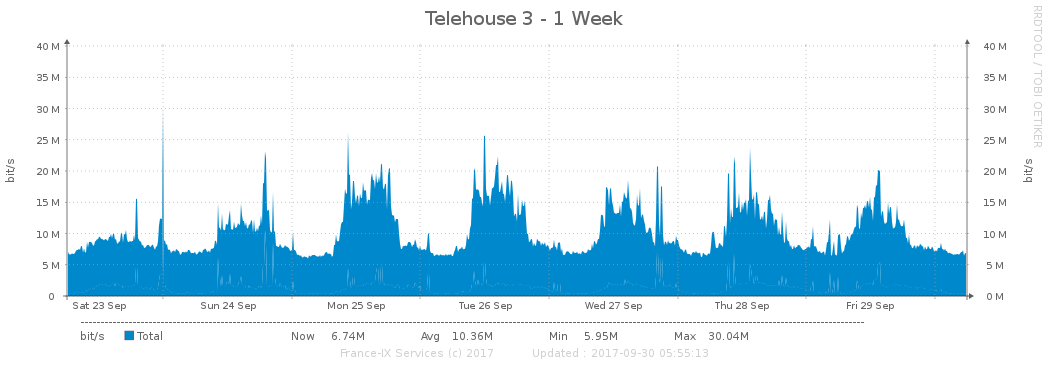 Telehouse 3 - 1 Week
RRDTOOL / TOBI OETIKER
bit/s
40 M 40 M
35 M 35 M
30 M 30 M
25 M 25 M
20 M 20 M
15 M 15 M
10 M 10 M
5 M 5 M
0 0 M
bit/s
Sat 23 Sep Sun 24 Sep Mon 25 Sep Tue 26 Sep Wed 27 Sep Thu 28 Sep Fri 29 Sep
bit/s Total Now 6.74M Avg 10.36M Min 5.95M Max 30.04M
France-IX Services (c) 2017 Updated : 2017-09-30 05:55:13